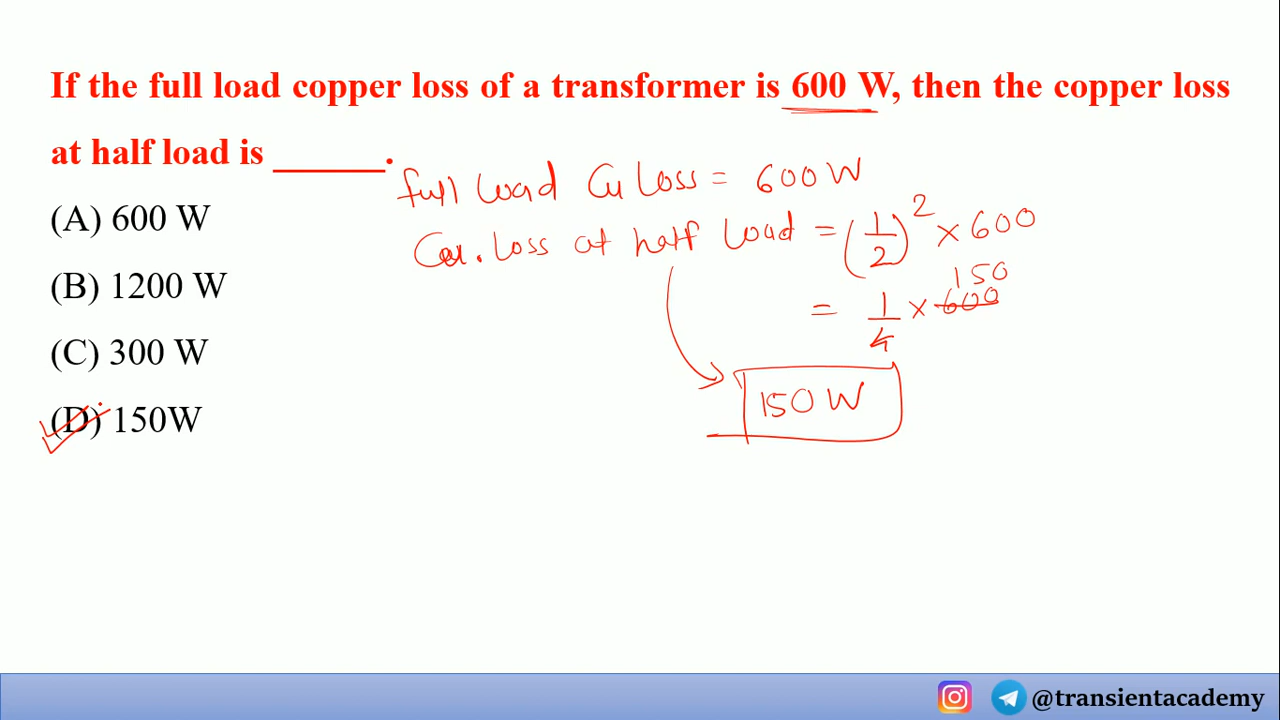 If the full load copper loss of a transformer is 600 W, then the copper loss
at half load is ______.
(A) 600 W
(B) 1200 W
(C) 300 W
(D) 150W
full load Cu Loss = 600 W
Cu. Loss at half load = (1/2)² × 600
= 1/4 × 600 150
150 W
@transientacademy